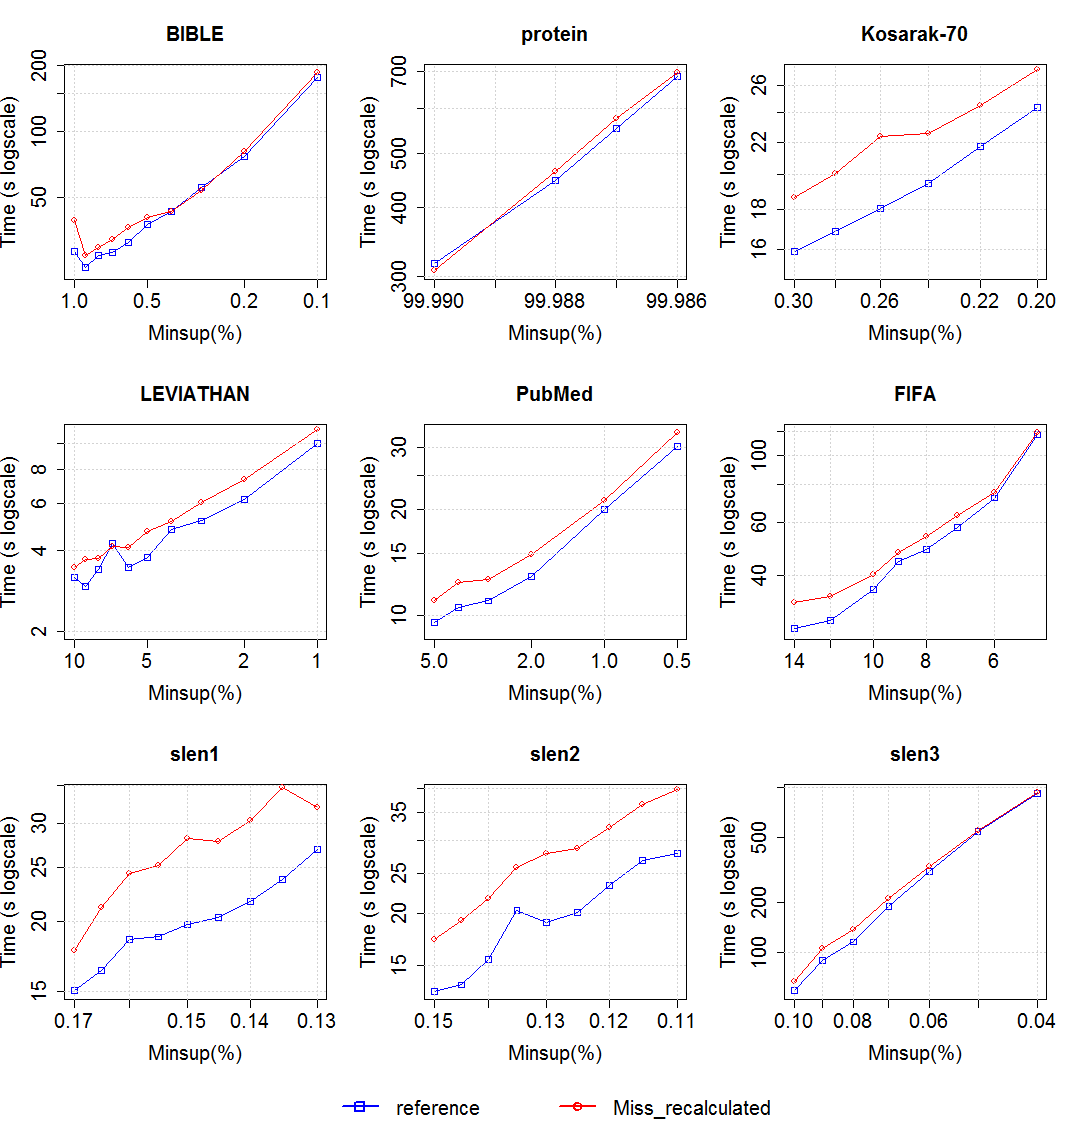 BIBLE
protein
Kosarak-70
Time (s logscale)
200
100
50
1.0 0.5 0.2 0.1
Minsup(%)
Time (s logscale)
700
500
400
300
99.990 99.988 99.986
Minsup(%)
Time (s logscale)
26
22
18
16
0.30 0.26 0.22 0.20
Minsup(%)
LEVIATHAN
PubMed
FIFA
Time (s logscale)
8
6
4
2
10 5 2 1
Minsup(%)
Time (s logscale)
30
20
15
10
5.0 2.0 1.0 0.5
Minsup(%)
Time (s logscale)
100
60
40
14 10 8 6
Minsup(%)
slen1
slen2
slen3
Time (s logscale)
30
25
20
15
0.17 0.15 0.14 0.13
Minsup(%)
Time (s logscale)
35
25
20
15
0.15 0.13 0.12 0.11
Minsup(%)
Time (s logscale)
500
200
100
0.10 0.08 0.06 0.04
Minsup(%)
reference Miss_recalculated